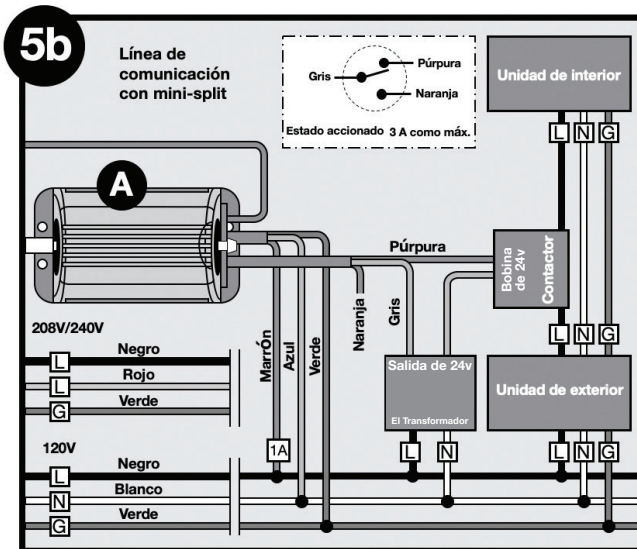 5b
Línea de
comunicación
con mini-split
Gris
Púrpura
Naranja
Estado accionado 3 A como máx.
Unidad de interior
L N G
A
Púrpura
Bobina
de 24v
Contactor
Naranja
Gris
MarrÓn
Azul
Verde
208V/240V
L Negro
L Rojo
G Verde
Salida de 24v
El Transformador
L N G
Unidad de exterior
1A
L N
L N G
120V
L Negro
N Blanco
G Verde